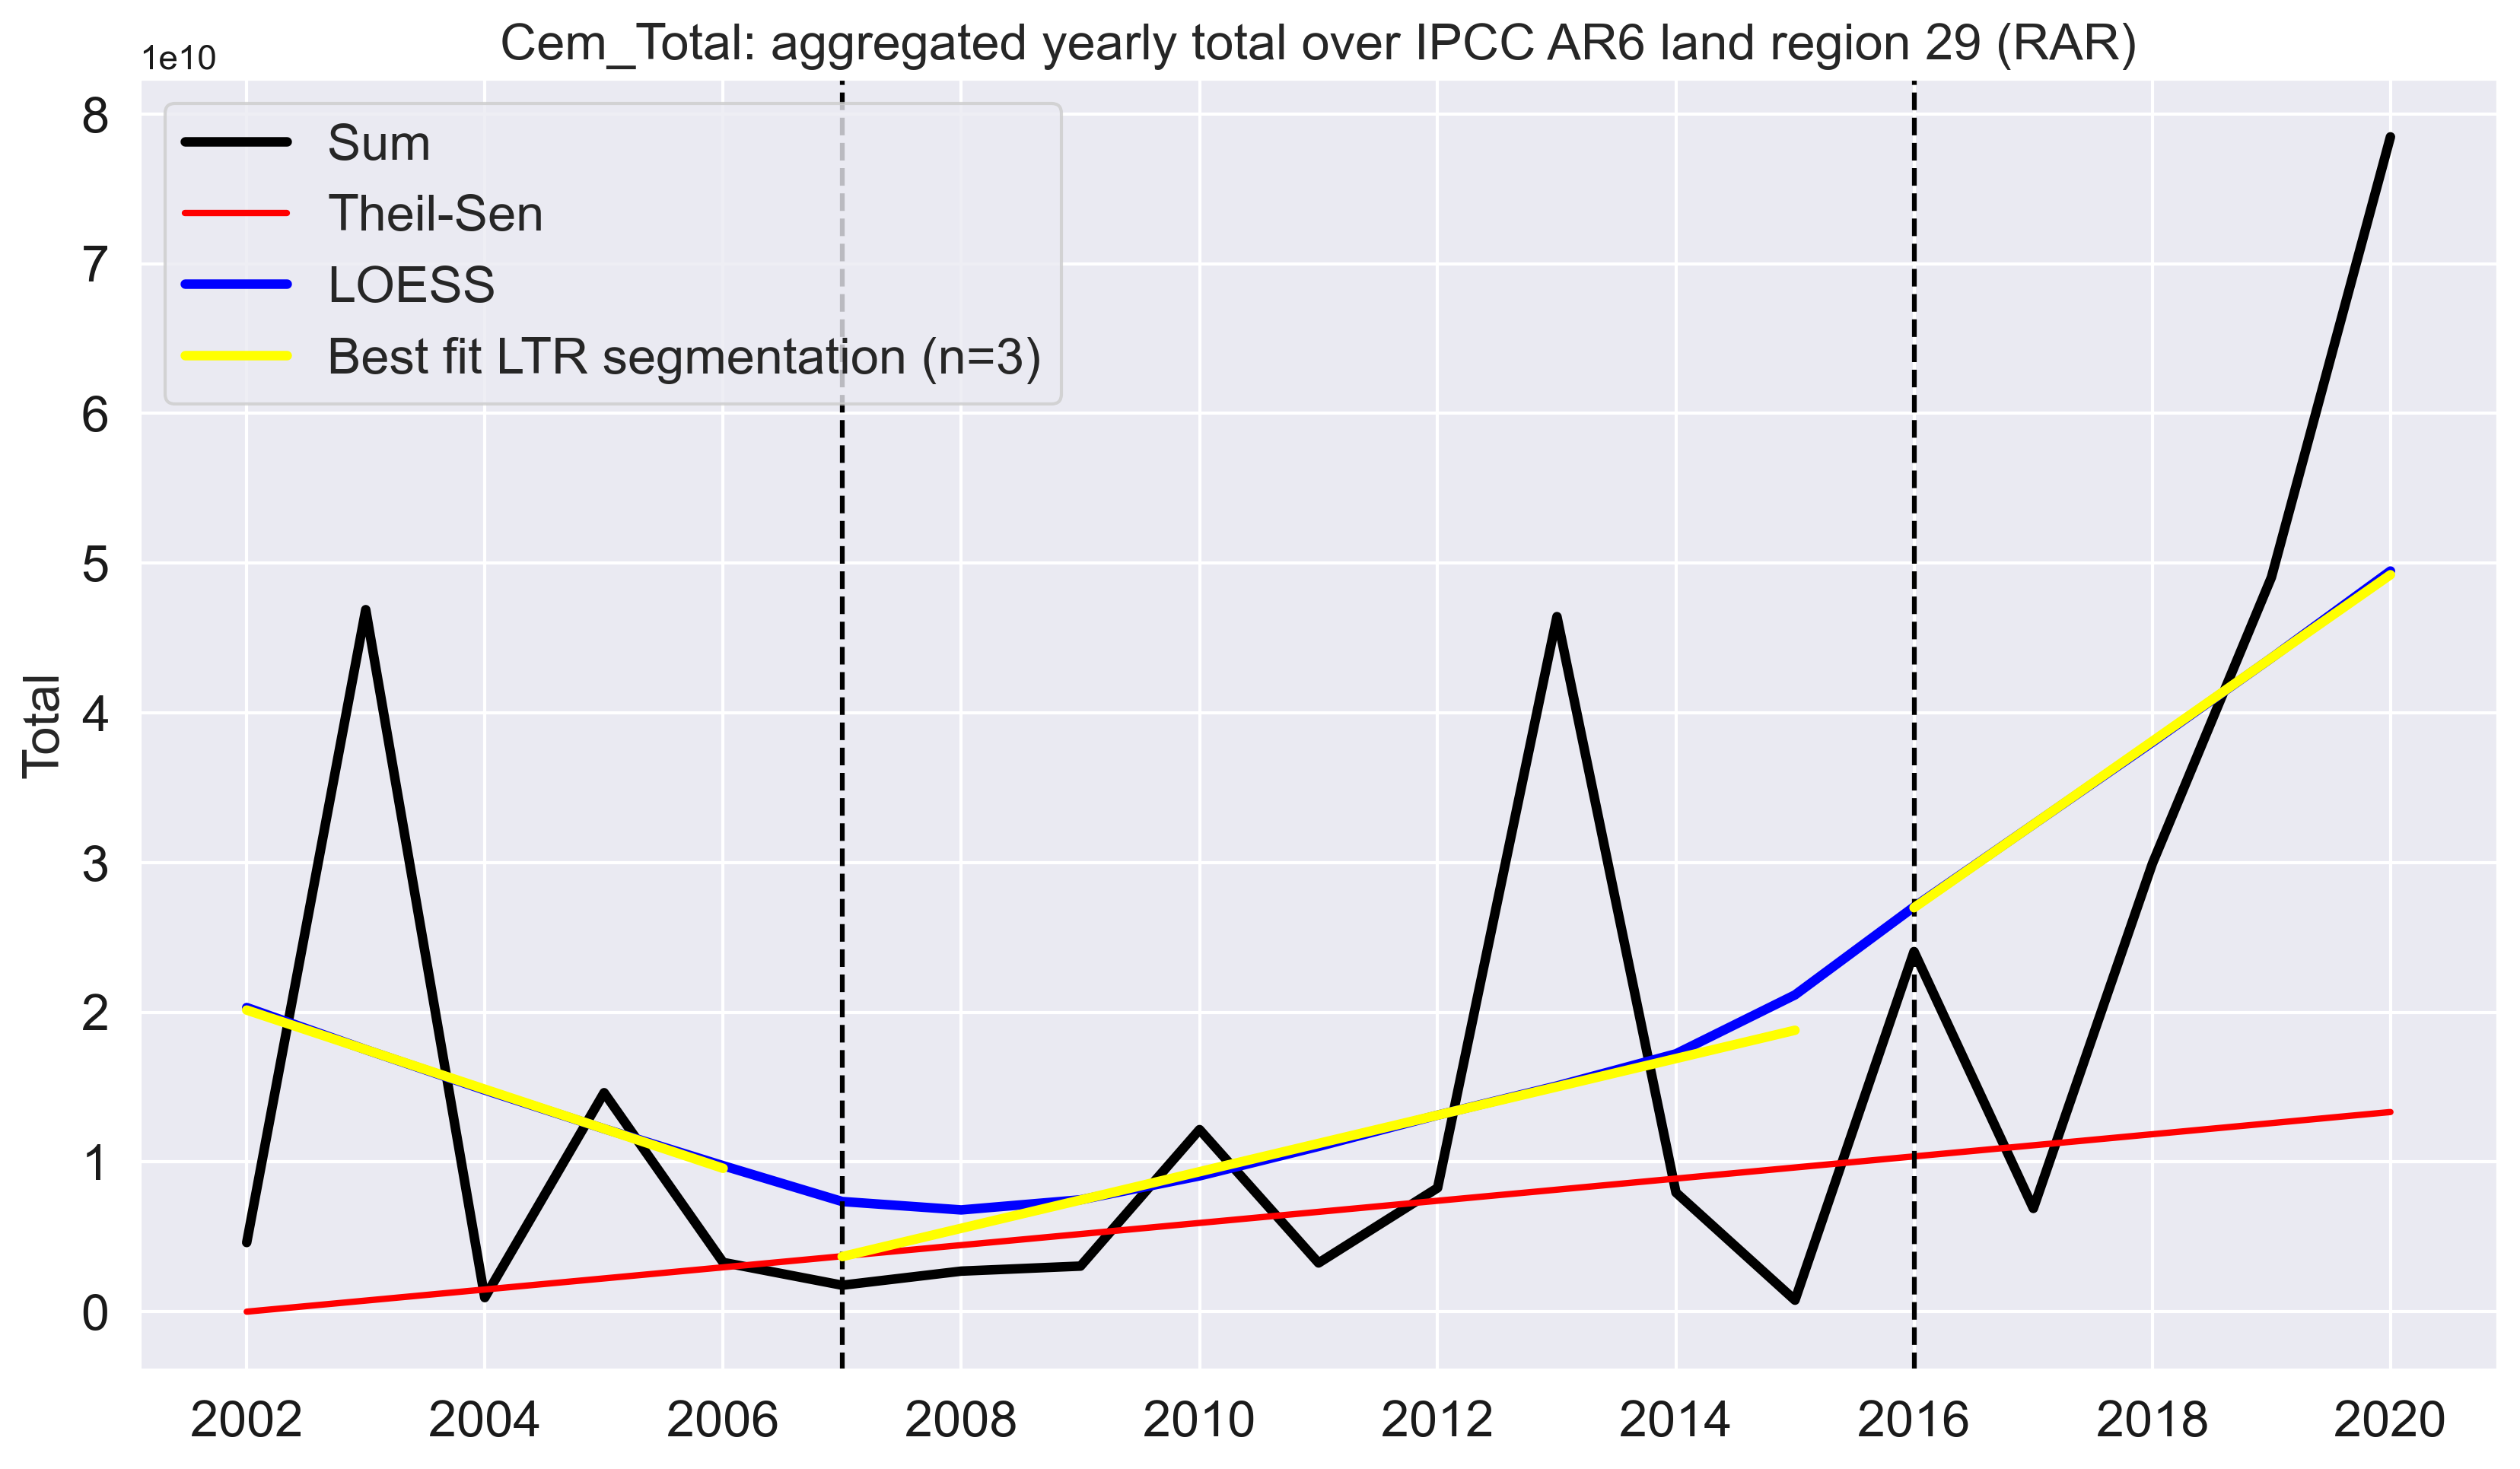 Cem_Total: aggregated yearly total over IPCC AR6 land region 29 (RAR)
1e10
Sum
Theil-Sen
LOESS
Best fit LTR segmentation (n=3)
8
7
6
5
4
3
2
1
0
Total
2002 2004 2006 2008 2010 2012 2014 2016 2018 2020